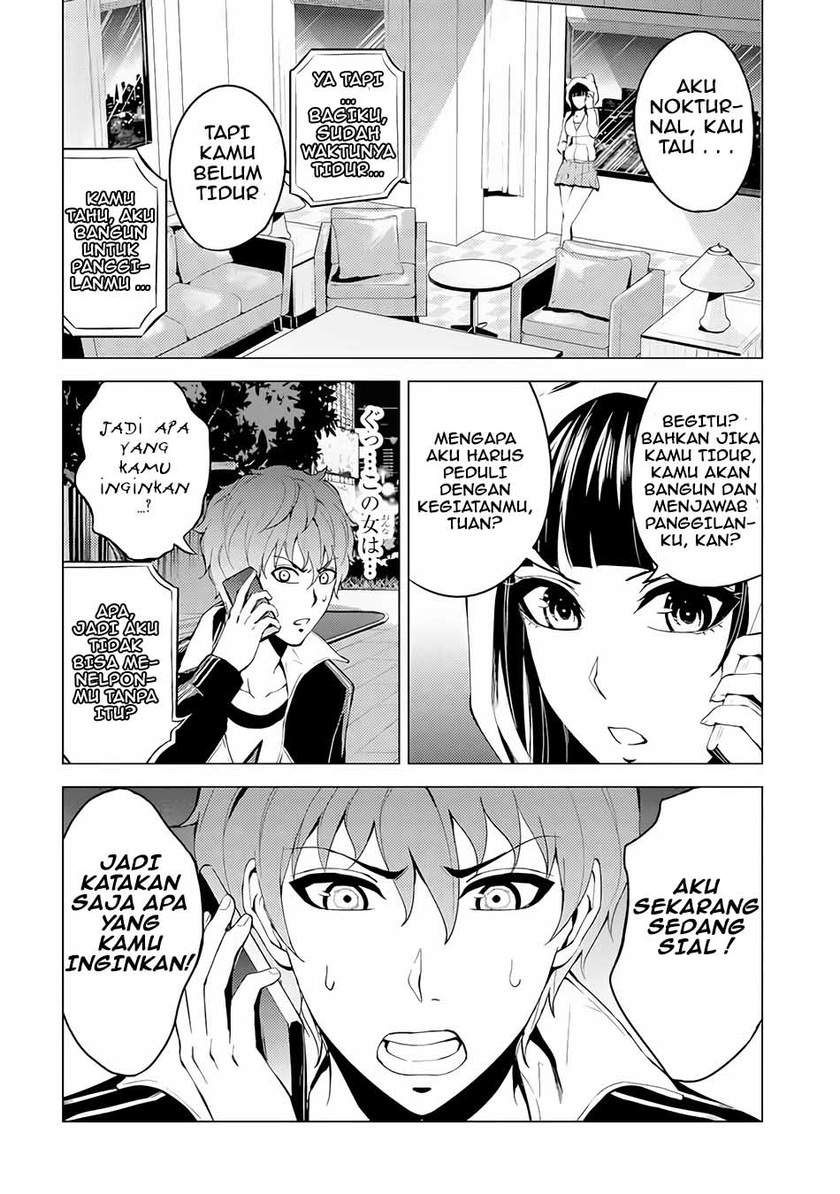 AKU
NOKTUR-
NAL, KAU
TAU . . .
YA TAPI
...
BAGIKU,
SUDAH
WAKTUNYA
TIDUR...
TAPI
KAMU
BELUM
TIDUR
KAMU
TAHU, AKU
BANGUN
UNTUK
PANGGI-
LANMU ...
BEGITU?
BAHKAN JIKA
KAMU TIDUR,
KAMU AKAN
BANGUN DAN
MENJAWAB
PANGGILAN-
KU, KAN?
MENGAPA
AKU HARUS
PEDULI
DENGAN
KEGIATANMU,
TUAN?
ぐっ…この女は…
おんな
JADI APA
YANG
KAMU
INGINKAN
...?
APA,
JADI AKU
TIDAK
BISA ME-
NELPON-
MU TANPA
ITU?
AKU
SEKARANG
SEDANG
SIAL !
JADI
KATAKAN
SAJA APA
YANG
KAMU
INGINKAN!